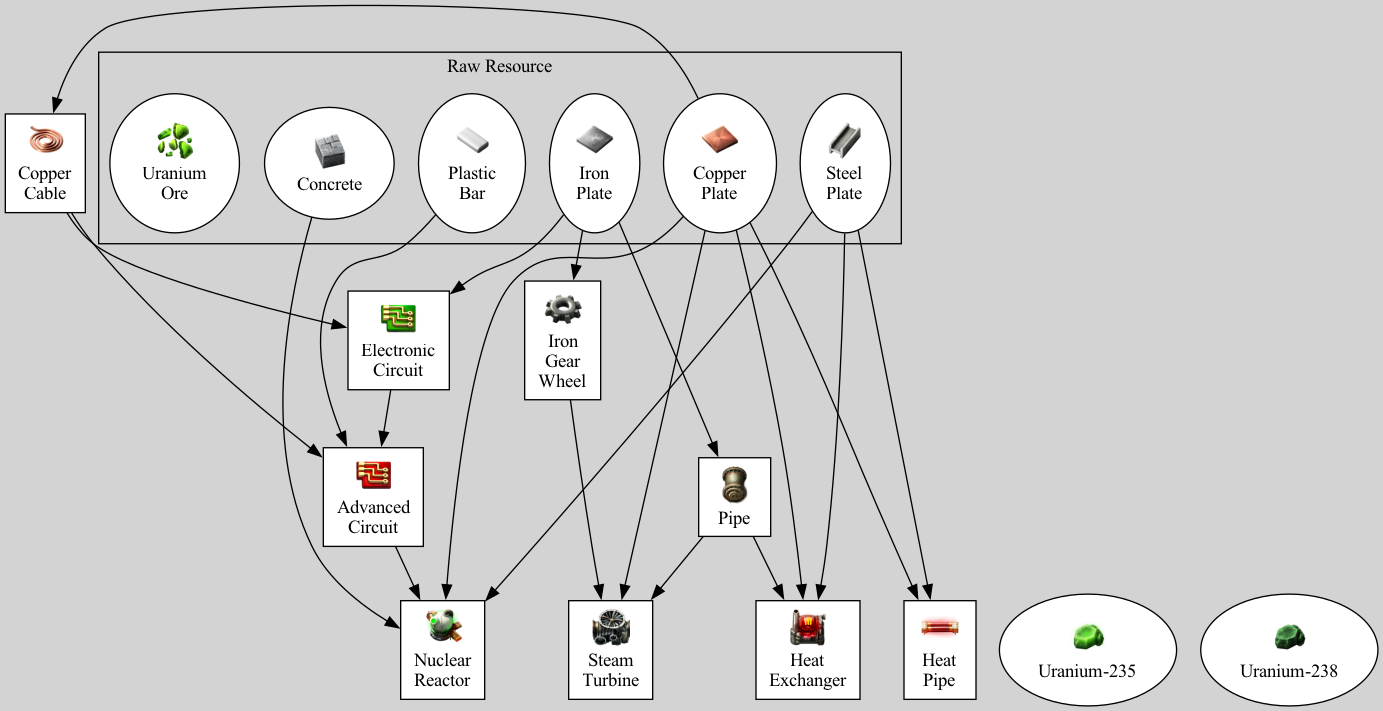 Raw Resource
Copper
Cable
Uranium
Ore
Concrete
Plastic
Bar
Iron
Plate
Copper
Plate
Steel
Plate
Electronic
Circuit
Iron
Gear
Wheel
Advanced
Circuit
Pipe
Nuclear
Reactor
Steam
Turbine
Heat
Exchanger
Heat
Pipe
Uranium-235
Uranium-238